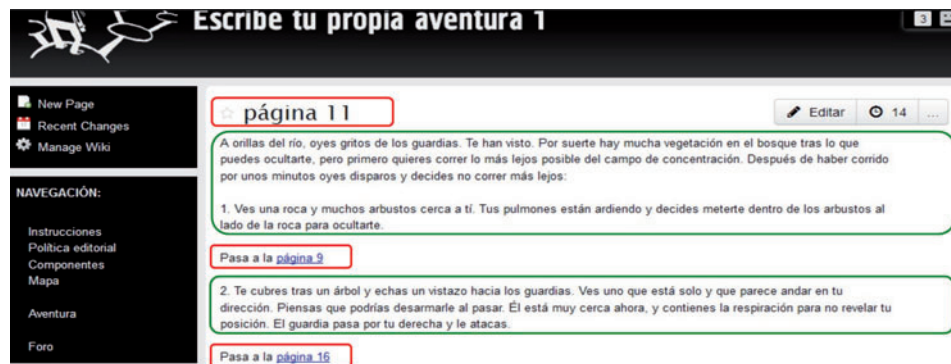 Escribe tu propia aventura 1
3
New Page
Recent Changes
Manage Wiki
NAVEGACIÓN:
Instrucciones
Política editorial
Componentes
Mapa
Aventura
Foro
página 11
Editar
14
...
A orillas del río, oyes gritos de los guardias. Te han visto. Por suerte hay mucha vegetación en el bosque tras lo que
puedes ocultarte, pero primero quieres correr lo más lejos posible del campo de concentración. Después de haber corrido
por unos minutos oyes disparos y decides no correr más lejos:
1. Ves una roca y muchos arbustos cerca a tí. Tus pulmones están ardiendo y decides meterte dentro de los arbustos al
lado de la roca para ocultarte.
Pasa a la página 9
2. Te cubres tras un árbol y echas un vistazo hacia los guardias. Ves uno que está solo y que parece andar en tu
dirección. Piensas que podrías desarmarle al pasar. Él está muy cerca ahora, y contienes la respiración para no revelar tu
posición. El guardia pasa por tu derecha y le atacas.
Pasa a la página 16